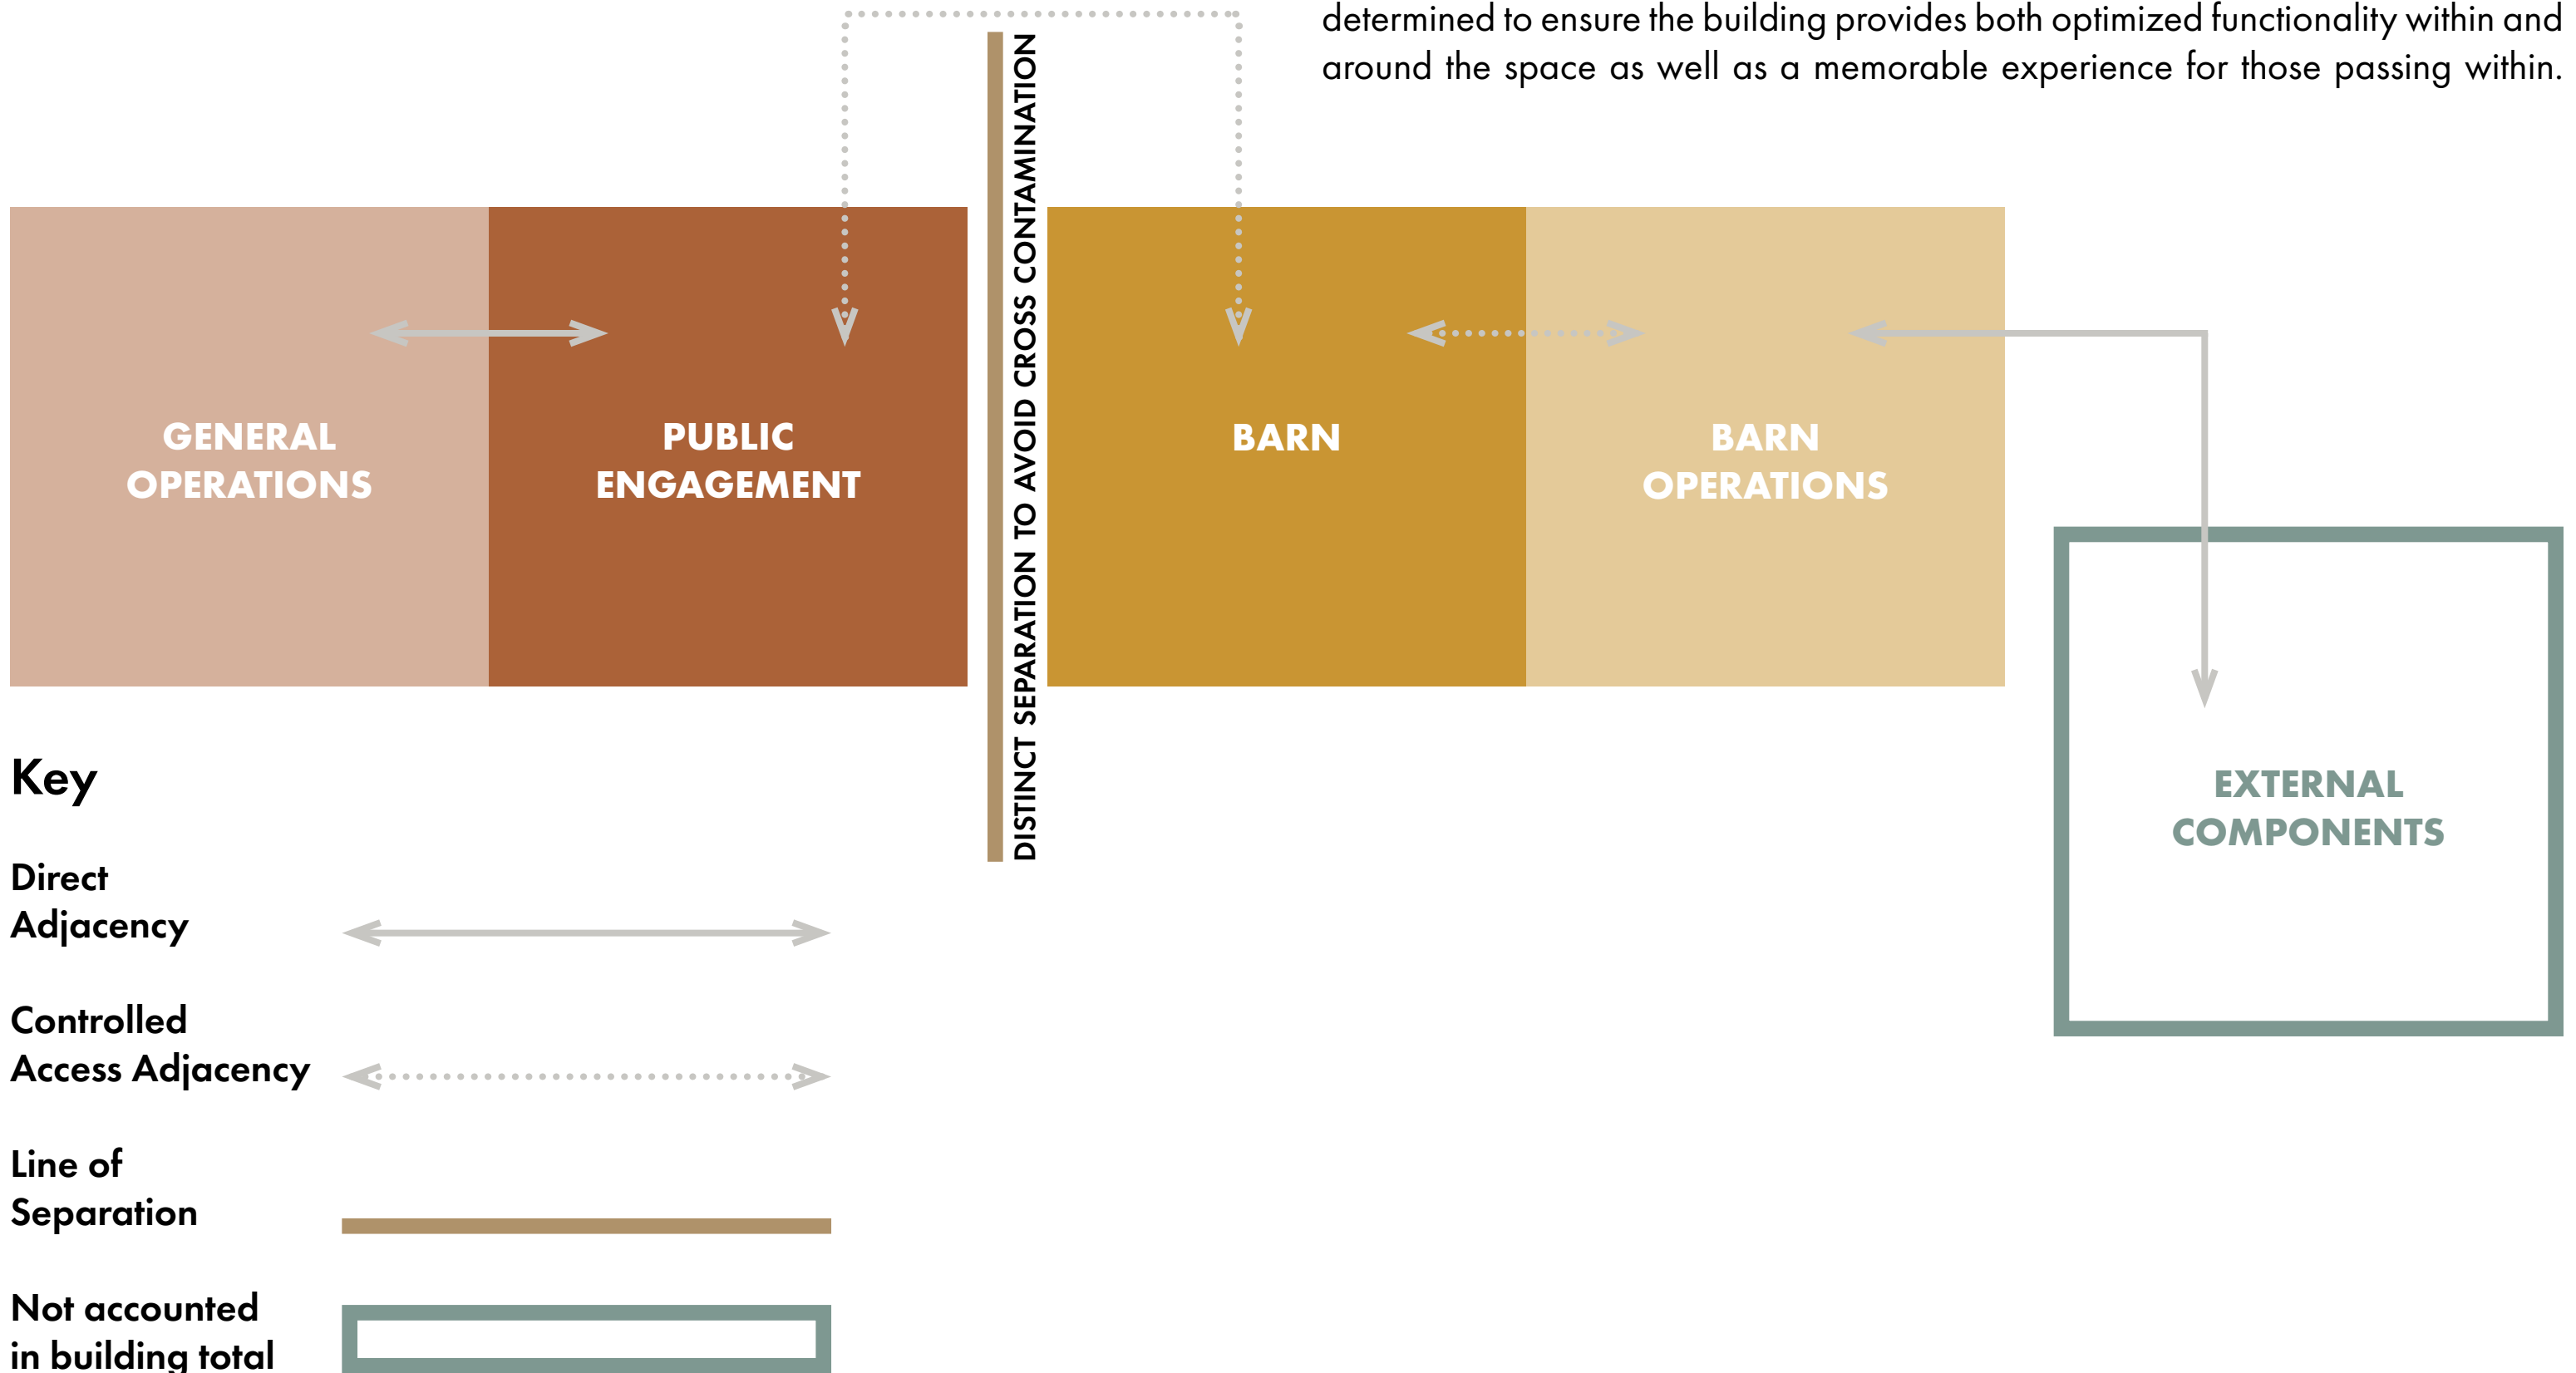 determined to ensure the building provides both optimized functionality within and
around the space as well as a memorable experience for those passing within.
DISTINCT SEPARATION TO AVOID CROSS CONTAMINATION
GENERAL
OPERATIONS
PUBLIC
ENGAGEMENT
BARN
BARN
OPERATIONS
EXTERNAL
COMPONENTS
Key
Direct
Adjacency
Controlled
Access Adjacency
Line of
Separation
Not accounted
in building total